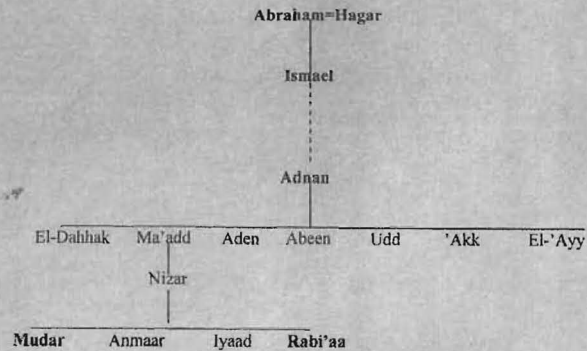 Abraham=Hagar
Ismael
Adnan
El-Dahhak Ma'add Aden Abeen Udd 'Akk El-'Ayy
Nizar
Mudar Anmaar Iyaad Rabi'aa